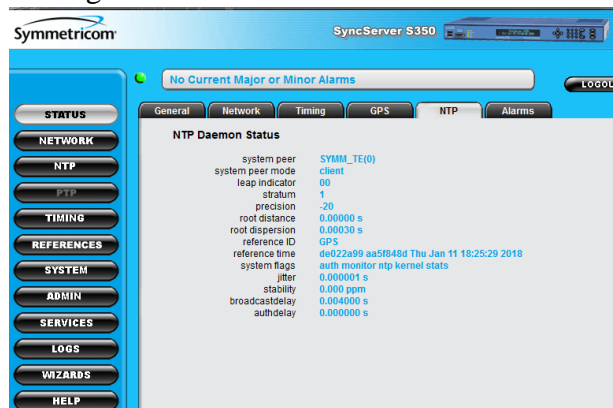 Symmetricom
SyncServer S350
No Current Major or Minor Alarms
LOGOU
STATUS
NETWORK
NTP
PTP
TIMING
REFERENCES
SYSTEM
ADMIN
SERVICES
LOGS
WIZARDS
HELP
General Network Timing GPS NTP Alarms
NTP Daemon Status
system peer SYMM_TE(0)
system peer mode client
leap indicator 00
stratum 1
precision -20
root distance 0.00000 s
root dispersion 0.00030 s
reference ID GPS
reference time de022a99 aa5f848d Thu Jan 11 18:25:29 2018
system flags auth monitor ntp kernel stats
jitter 0.000001 s
stability 0.000 ppm
broadcastdelay 0.004000 s
authdelay 0.000000 s